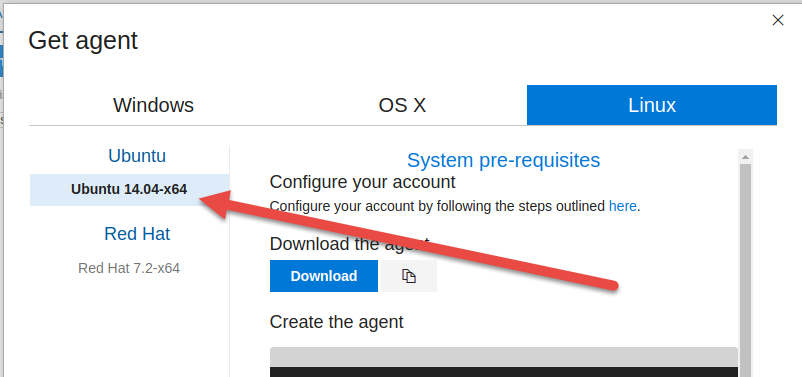 Get agent
Windows
OS X
Linux
Ubuntu
Ubuntu 14.04-x64
Red Hat
Red Hat 7.2-x64
System pre-requisites
Configure your account
Configure your account by following the steps outlined here.
Download the agent
Download
Create the agent